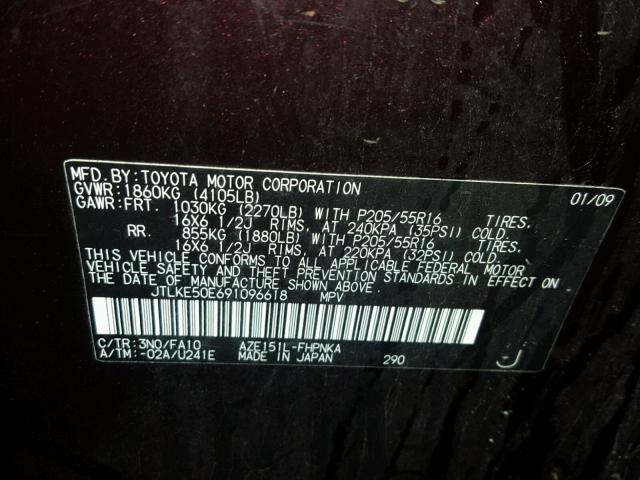 MFD. BY: TOYOTA MOTOR CORPORATION 01/09
GVWR: 1860KG (4105LB)
GAWR: FRT. 1030KG (2270LB) WITH P205/55R16 TIRES.
16X6 1/2J RIMS, AT 240KPA (35PSI) COLD.
RR. 855KG (1880LB) WITH P205/55R16 TIRES.
16X6 1/2J RIMS, AT 220KPA (32PSI) COLD.
THIS VEHICLE CONFORMS TO ALL APPLICABLE FEDERAL MOTOR
VEHICLE SAFETY AND THEFT PREVENTION STANDARDS IN EFFECT ON
THE DATE OF MANUFACTURE SHOWN ABOVE.
JTLKE50E691096618 MPV
C/TR: 3N0/FA10 AZE151L-FHPNKA
A/TM: -02A/U241E MADE IN JAPAN 290 J